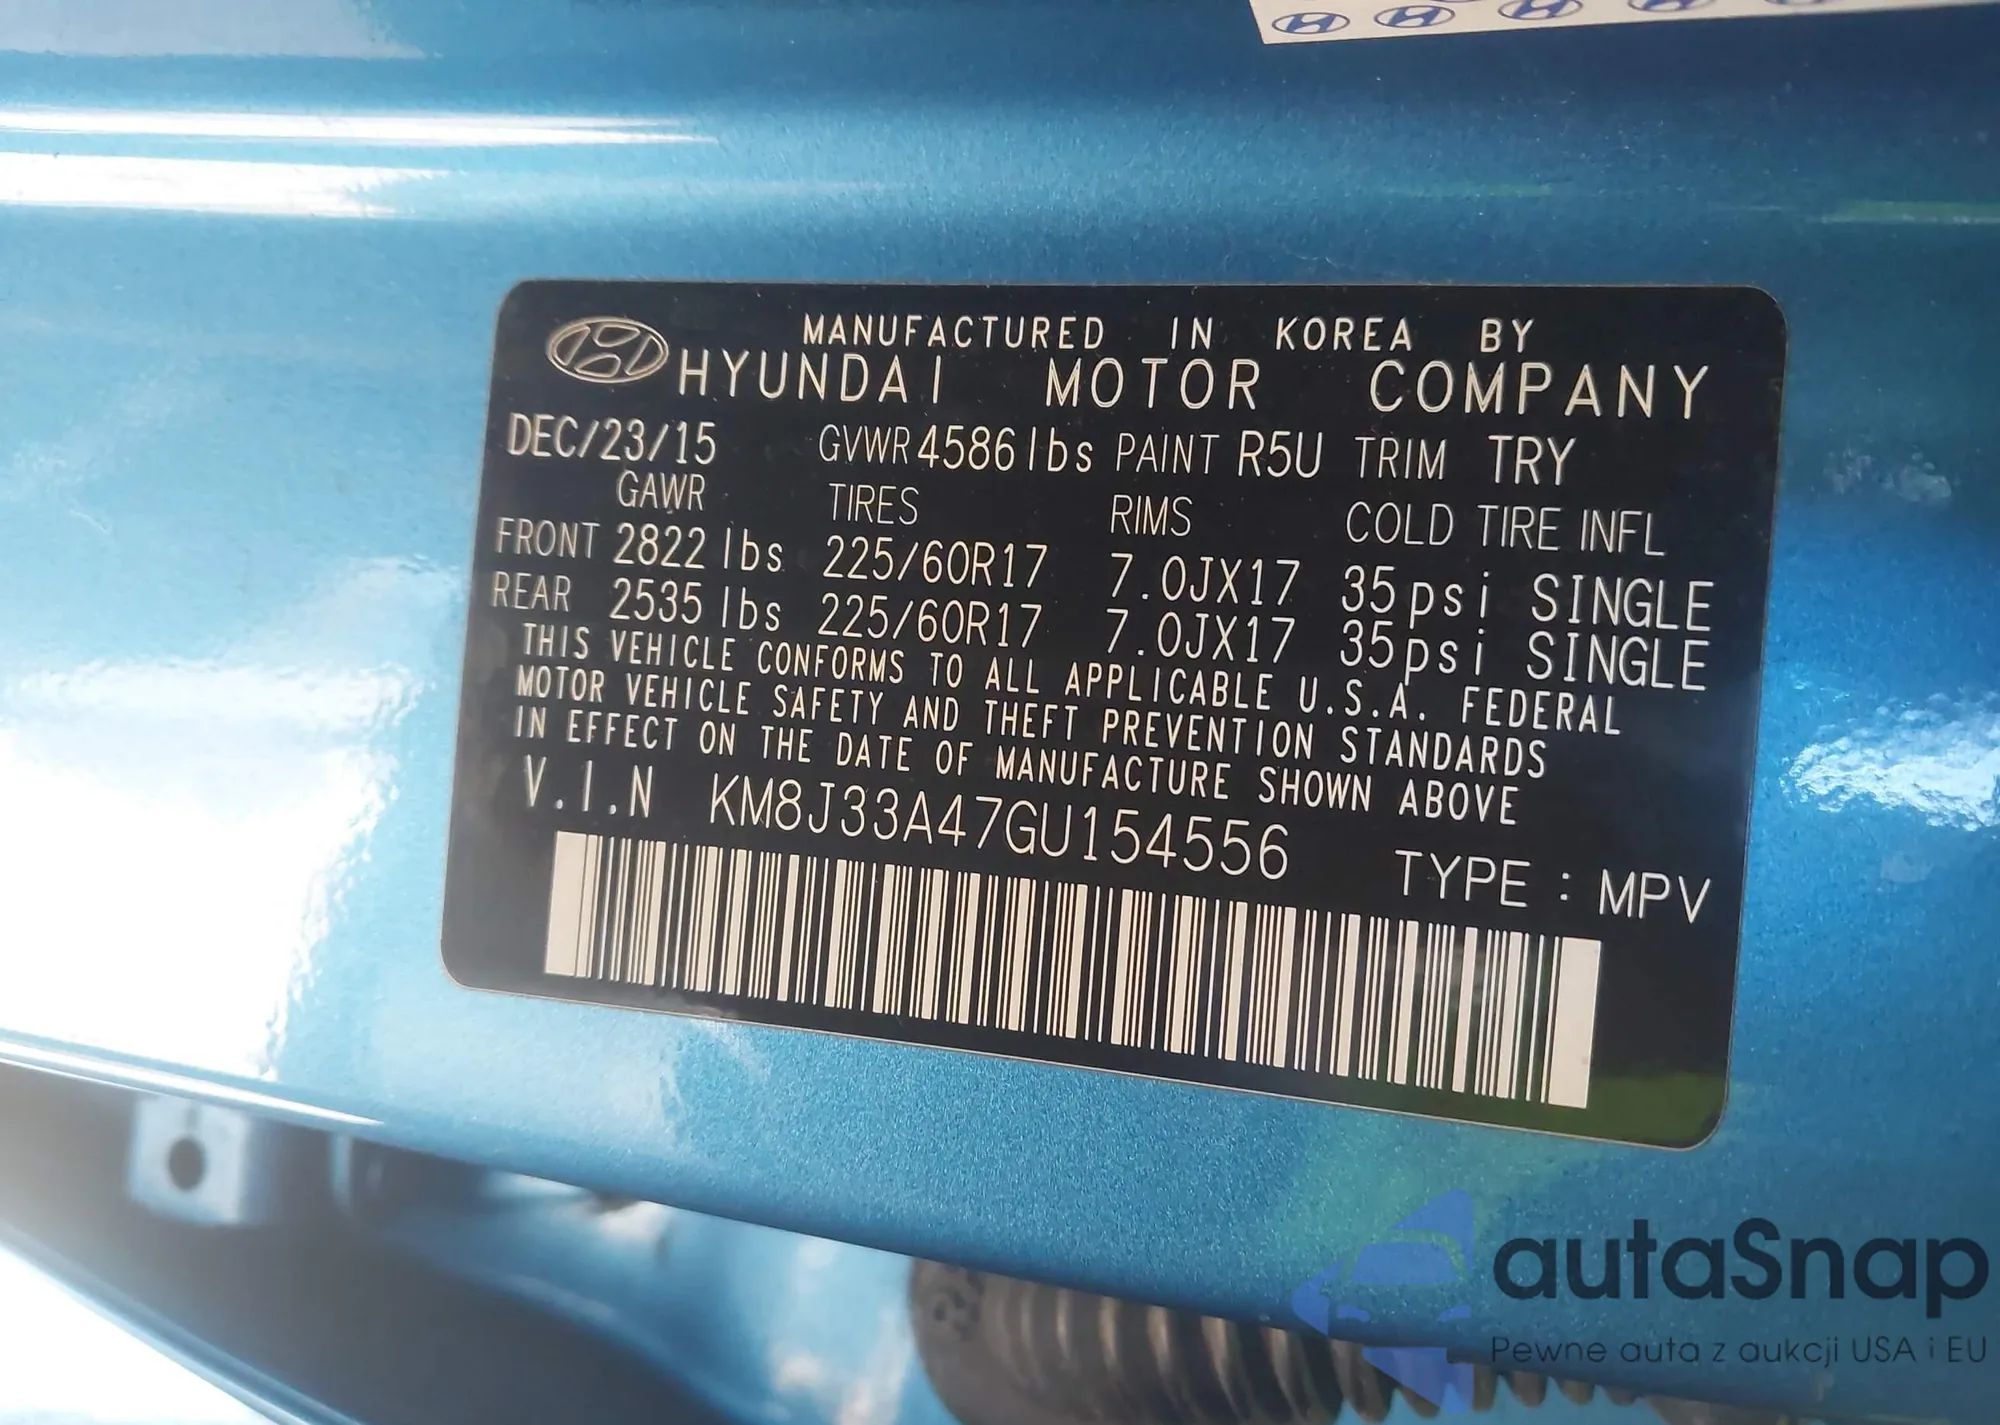 MANUFACTURED IN KOREA BY
HYUNDAI MOTOR COMPANY
DEC/23/15 GVWR 4586 lbs PAINT R5U TRIM TRY
GAWR TIRES RIMS COLD TIRE INFL
FRONT 2822 lbs 225/60R17 7.0JX17 35psi SINGLE
REAR 2535 lbs 225/60R17 7.0JX17 35psi SINGLE
THIS VEHICLE CONFORMS TO ALL APPLICABLE U.S.A. FEDERAL
MOTOR VEHICLE SAFETY AND THEFT PREVENTION STANDARDS
IN EFFECT ON THE DATE OF MANUFACTURE SHOWN ABOVE
V.I.N KM8J33A47GU154556
TYPE : MPV
autaSnap
Pewne auta z aukcji USA i EU